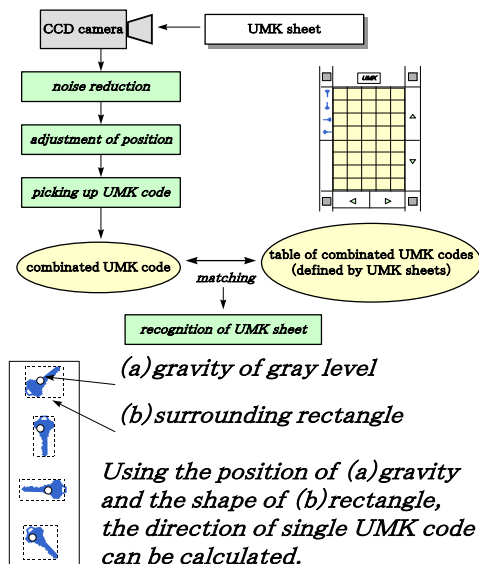 CCD camera
UMK sheet
noise reduction
UMK
adjustment of position
picking up UMK code
combinated UMK code
matching
table of combinated UMK codes
(defined by UMK sheets)
recognition of UMK sheet
(a)gravity of gray level
(b)surrounding rectangle
Using the position of (a)gravity
and the shape of (b)rectangle,
the direction of single UMK code
can be calculated.